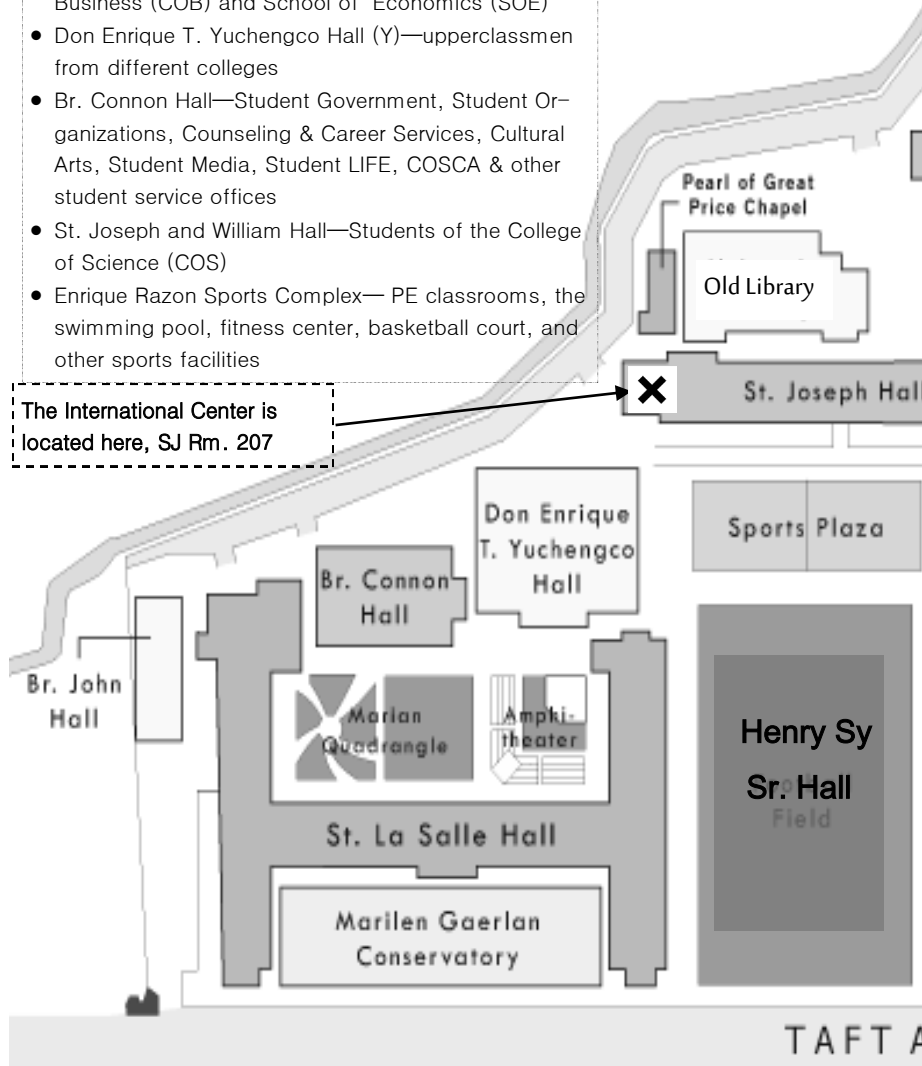 Business (COB) and School of Economics (SOE)
• Don Enrique T. Yuchengco Hall (Y)—upperclassmen
from different colleges
• Br. Connon Hall—Student Government, Student Or-
ganizations, Counseling & Career Services, Cultural
Arts, Student Media, Student LIFE, COSCA & other
student service offices
• St. Joseph and William Hall—Students of the College
of Science (COS)
• Enrique Razon Sports Complex— PE classrooms, the
swimming pool, fitness center, basketball court, and
other sports facilities
The International Center is
located here, SJ Rm. 207
Pearl of Great
Price Chapel
Old Library
St. Joseph Hall
Don Enrique
T. Yuchengco
Hall
Sports Plaza
Br. Connon
Hall
Br. John
Hall
Marian
Quadrangle
Amphi-
theater
Henry Sy
Sr. Hall
Field
St. La Salle Hall
Marilen Gaerlan
Conservatory
TAFT A